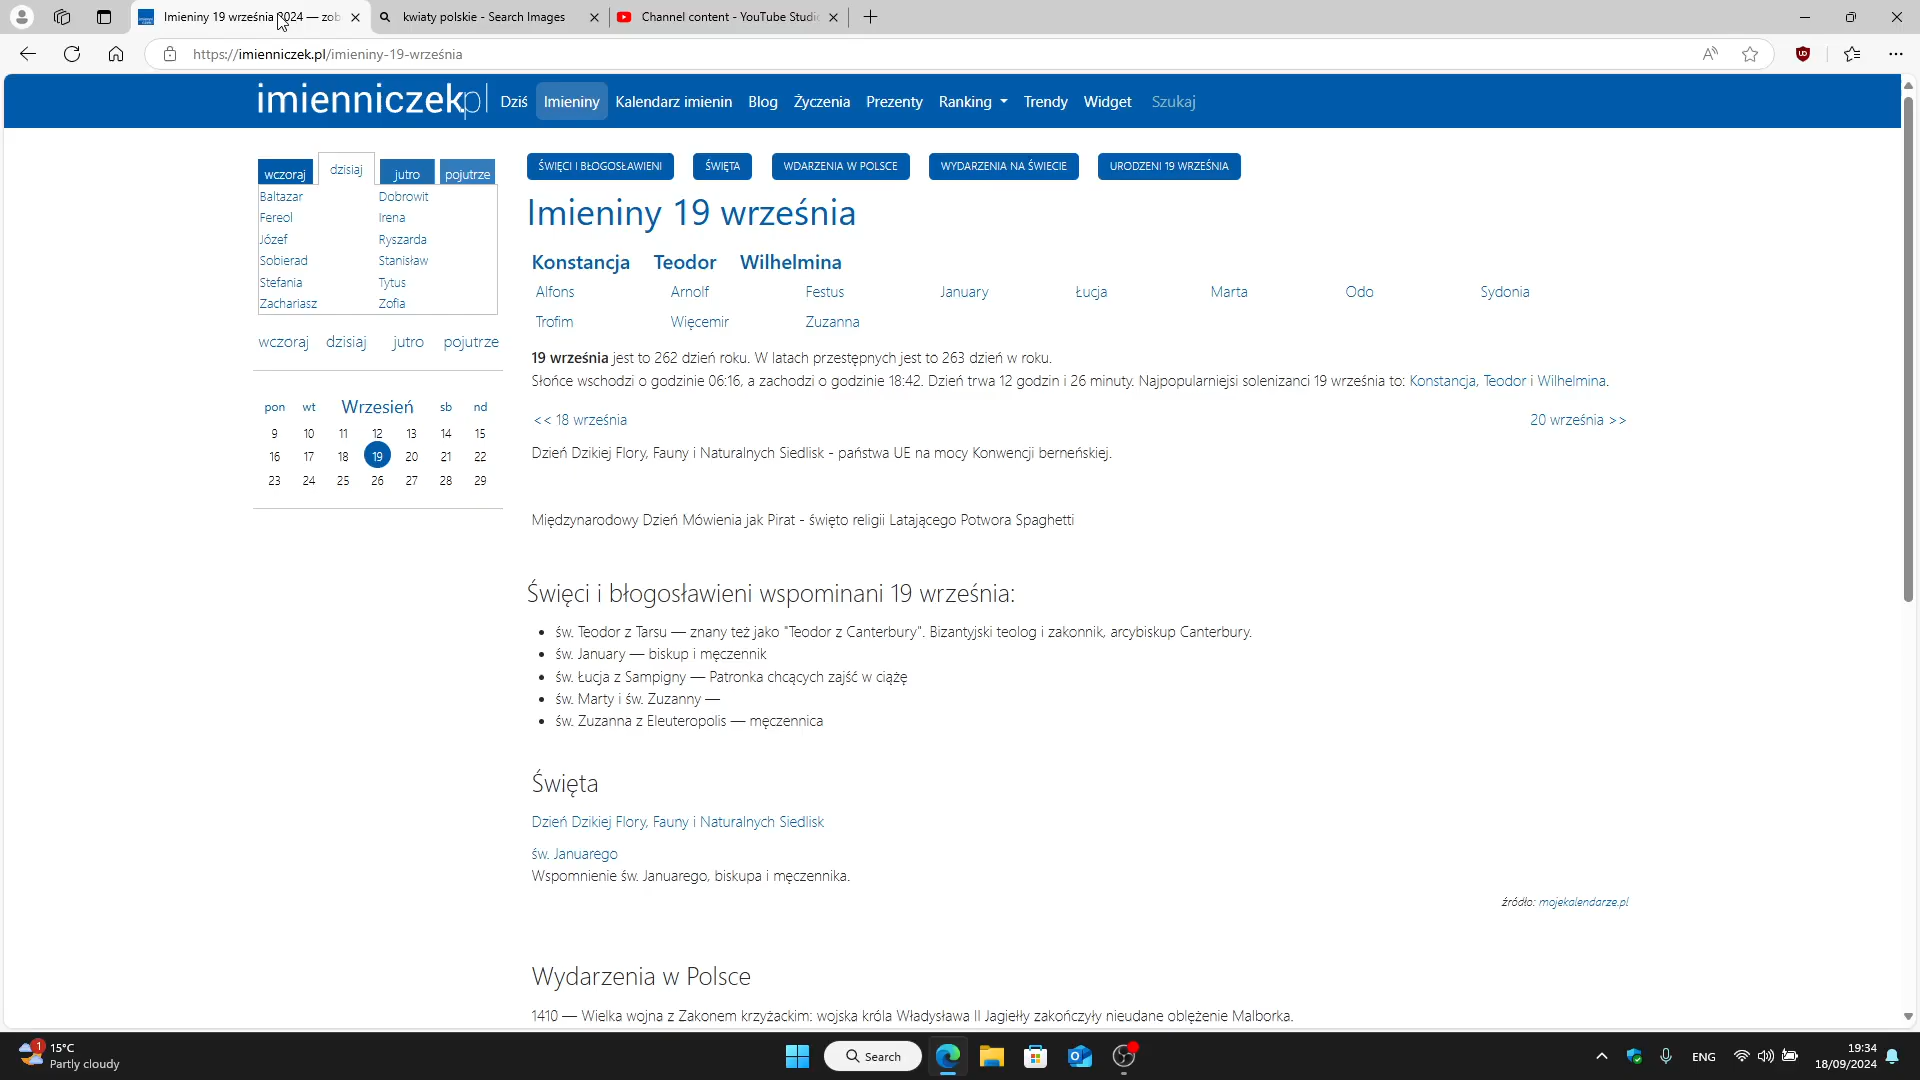 Imieniny 19 września 2024 — zob
kwiaty polskie - Search Images
Channel content - YouTube Studio
https://imienniczek.pl/imieniny-19-września
imienniczekpl
Dziś
Imieniny
Kalendarz imienin
Blog
Życzenia
Prezenty
Ranking
Trendy
Widget
Szukaj
wczoraj dzisiaj jutro pojutrze
Baltazar Dobrowit
Fereol Irena
Józef Ryszarda
Sobierad Stanisław
Stefania Tytus
Zachariasz Zofia
wczoraj dzisiaj jutro pojutrze
pon wt Wrzesień sb nd
9 10 11 12 13 14 15
16 17 18 19 20 21 22
23 24 25 26 27 28 29
ŚWIĘCI I BŁOGOSŁAWIENI
ŚWIĘTA
WDARZENIA W POLSCE
WYDARZENIA NA ŚWIECIE
URODZENI 19 WRZEŚNIA
Imieniny 19 września
Konstancja Teodor Wilhelmina
Alfons Arnolf Festus January Łucja Marta Odo Sydonia
Trofim Więcemir Zuzanna
19 września jest to 262 dzień roku. W latach przestępnych jest to 263 dzień w roku.
Słońce wschodzi o godzinie 06:16, a zachodzi o godzinie 18:42. Dzień trwa 12 godzin i 26 minuty. Najpopularniejsi solenizanci 19 września to: Konstancja, Teodor i Wilhelmina.
<< 18 września 20 września >>
Dzień Dzikiej Flory, Fauny i Naturalnych Siedlisk - państwa UE na mocy Konwencji berneńskiej.
Międzynarodowy Dzień Mówienia jak Pirat - święto religii Latającego Potwora Spaghetti
Święci i błogosławieni wspominani 19 września:
• św. Teodor z Tarsu — znany też jako "Teodor z Canterbury". Bizantyjski teolog i zakonnik, arcybiskup Canterbury.
• św. January — biskup i męczennik
• św. Łucja z Sampigny — Patronka chcących zajść w ciążę
• św. Marty i św. Zuzanny —
• św. Zuzanna z Eleuteropolis — męczennica
Święta
Dzień Dzikiej Flory, Fauny i Naturalnych Siedlisk
św. Januarego
Wspomnienie św. Januarego, biskupa i męczennika.
źródło: mojekalendarze.pl
Wydarzenia w Polsce
1410 — Wielka wojna z Zakonem krzyżackim: wojska króla Władysława II Jagiełły zakończyły nieudane oblężenie Malborka.
1
15°C
Partly cloudy
Search
ENG
19:34
18/09/2024